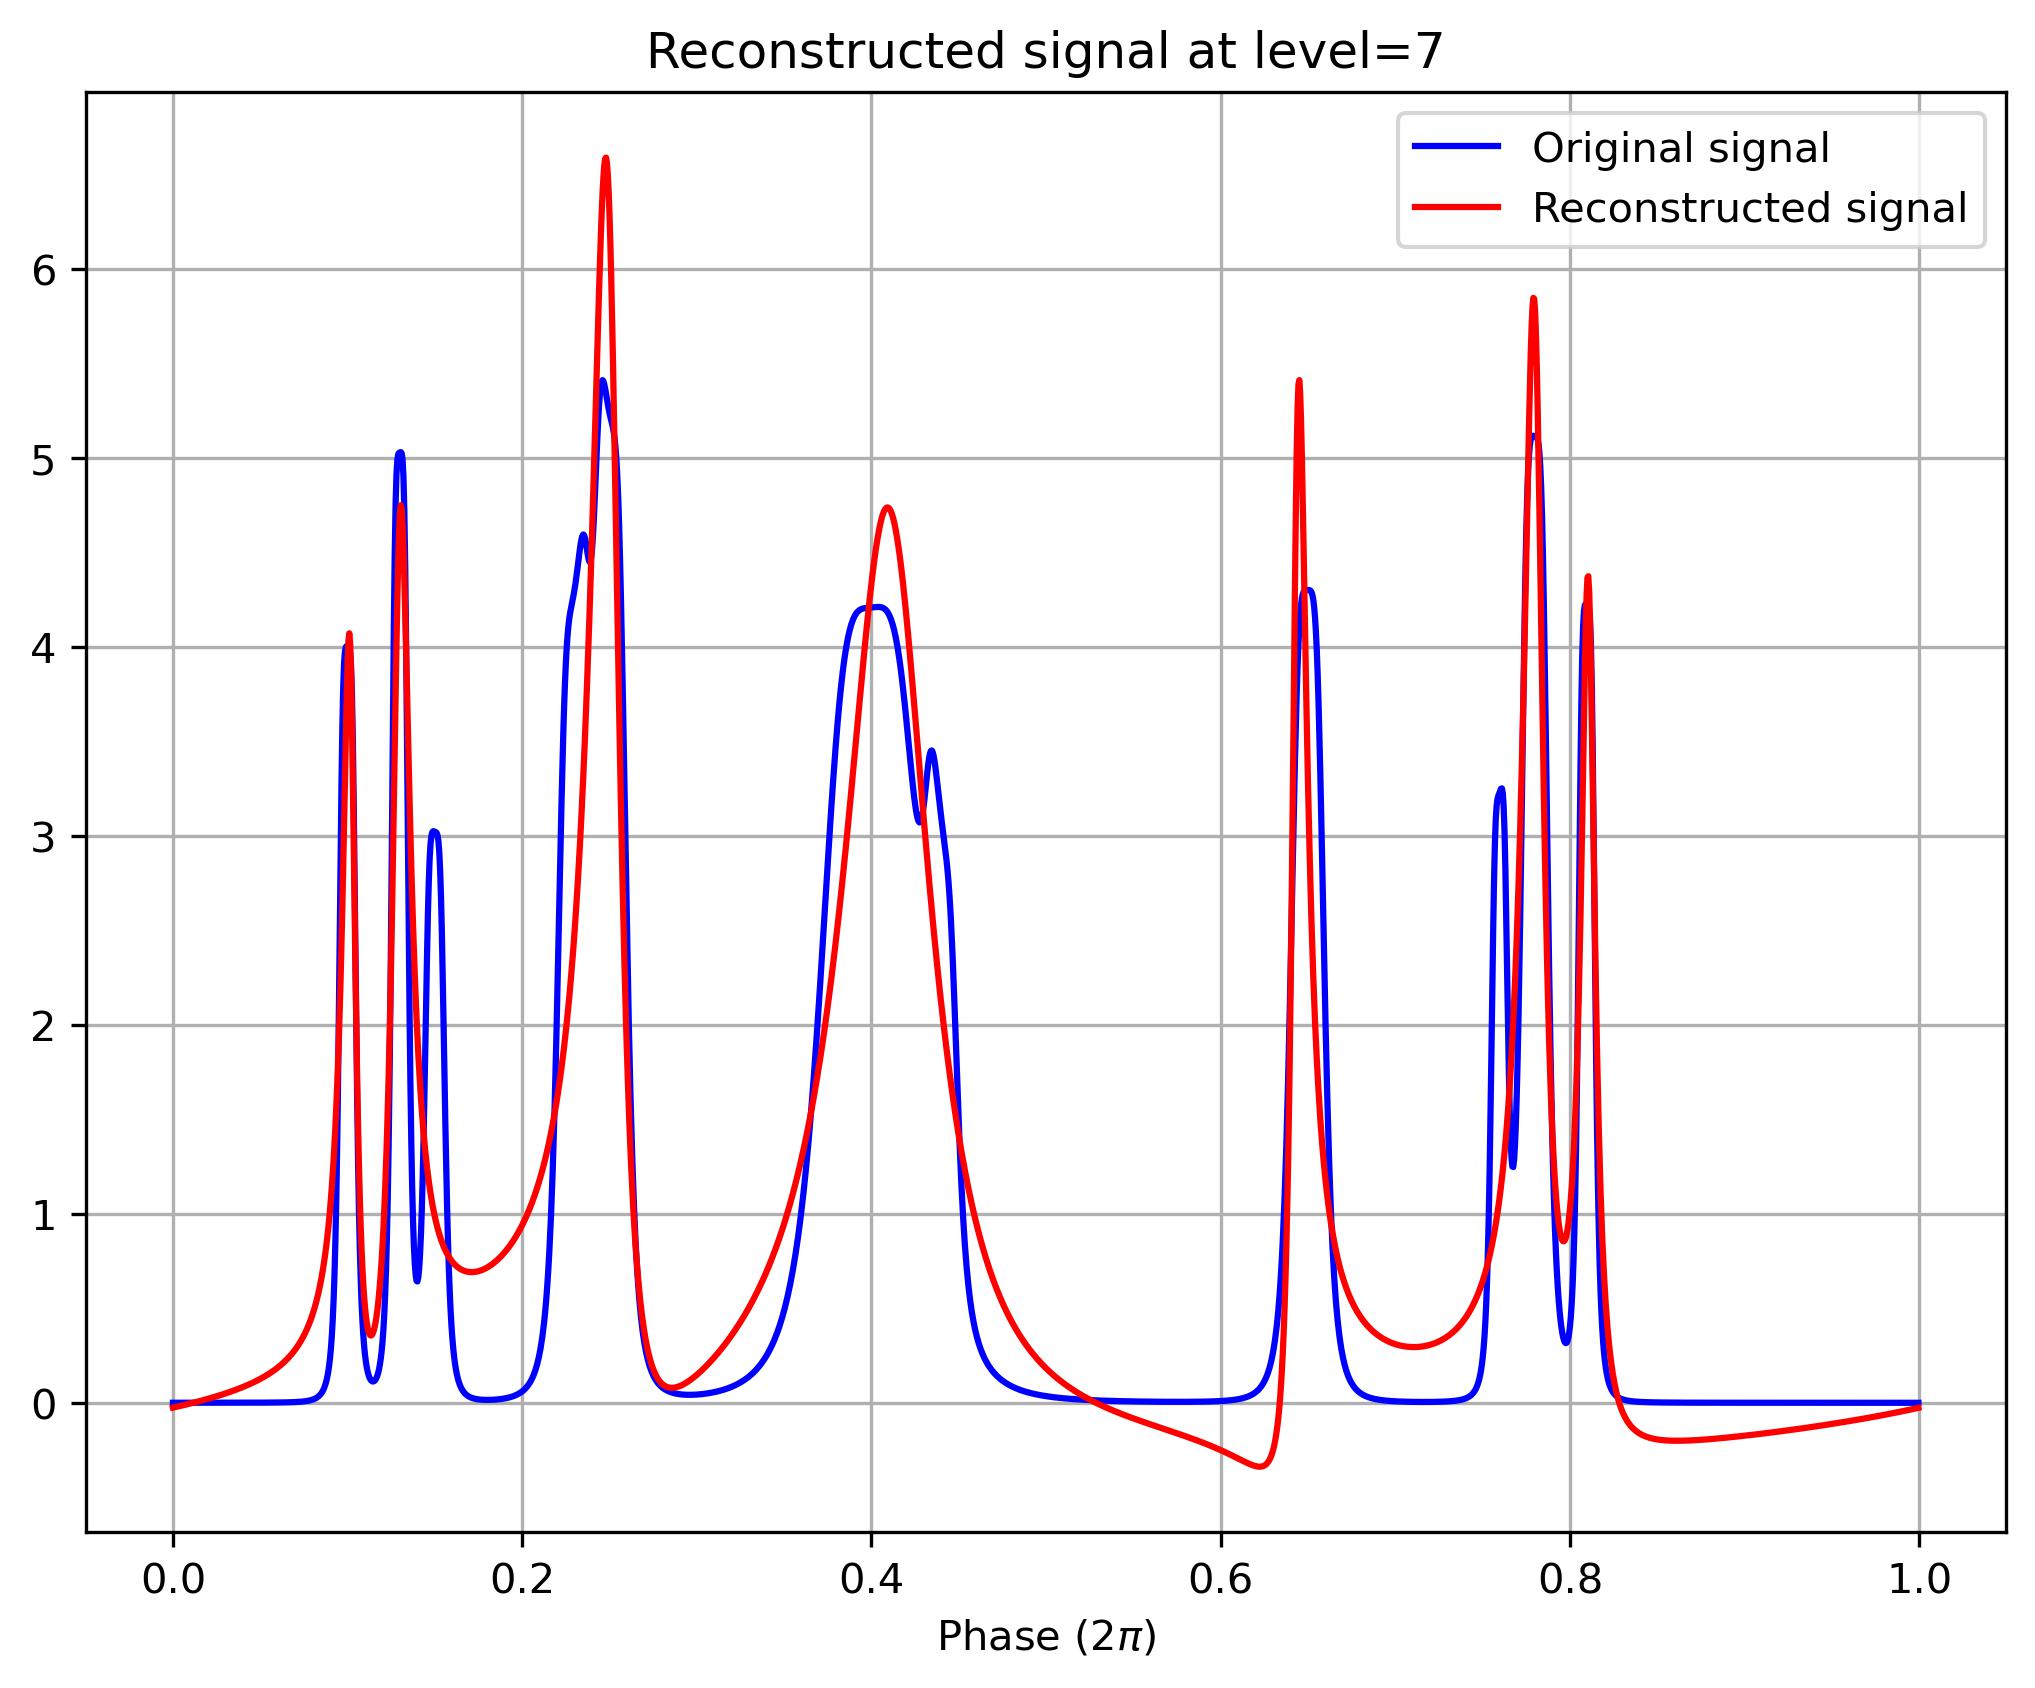 Reconstructed signal at level=7
Original signal
Reconstructed signal
6
5
4
3
2
1
0
0.0 0.2 0.4 0.6 0.8 1.0
Phase (2π)